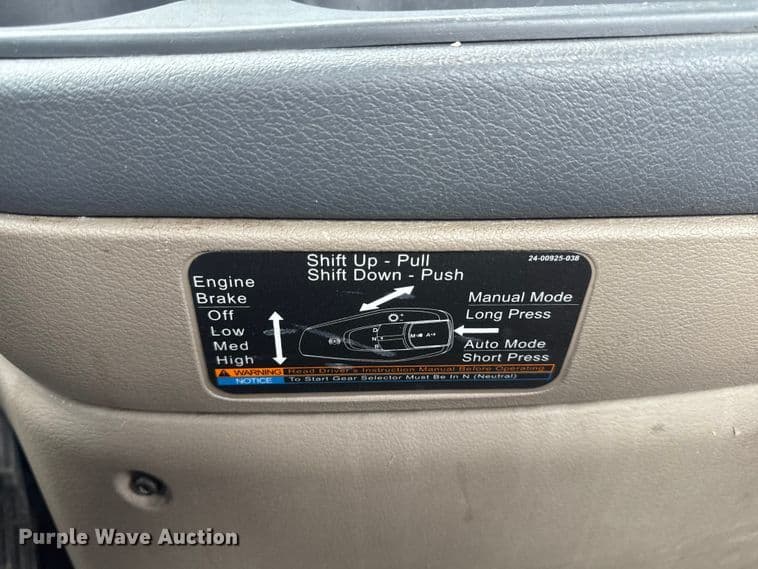 Shift Up - Pull
Shift Down - Push
24-00925-038
Engine
Brake
Off
Low
Med
High
D
N
R
M
A
Manual Mode
Long Press
Auto Mode
Short Press
WARNING Read Driver's Instruction Manual Before Operating
NOTICE To Start Gear Selector Must Be In N (Neutral)
Purple Wave Auction